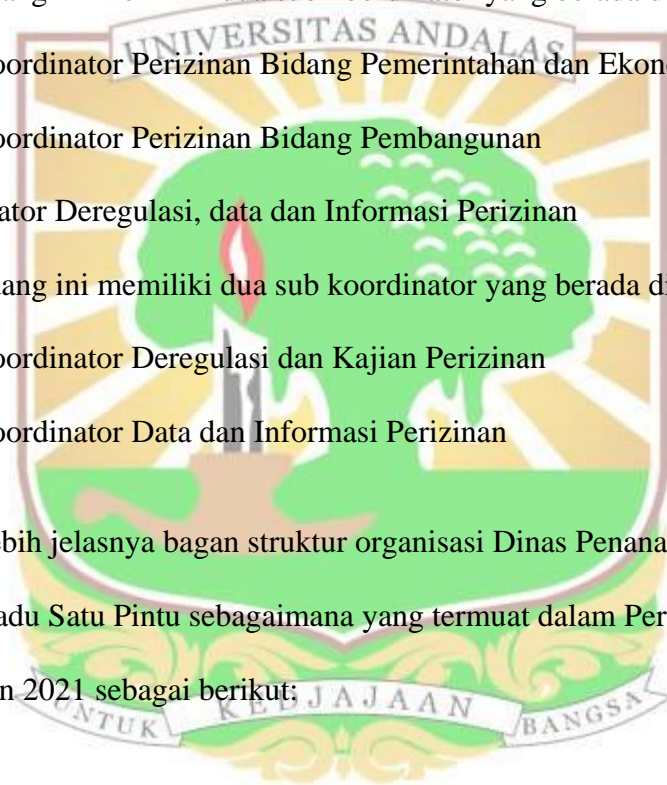 UNIVERSITAS ANDALAS
oordinator Perizinan Bidang Pemerintahan dan Ekon
oordinator Perizinan Bidang Pembangunan
ator Deregulasi, data dan Informasi Perizinan
ang ini memiliki dua sub koordinator yang berada di
oordinator Deregulasi dan Kajian Perizinan
oordinator Data dan Informasi Perizinan
ebih jelasnya bagan struktur organisasi Dinas Penana
adu Satu Pintu sebagaimana yang termuat dalam Per
n 2021 sebagai berikut:
UNTUK KEDJAJAAN BANGSA